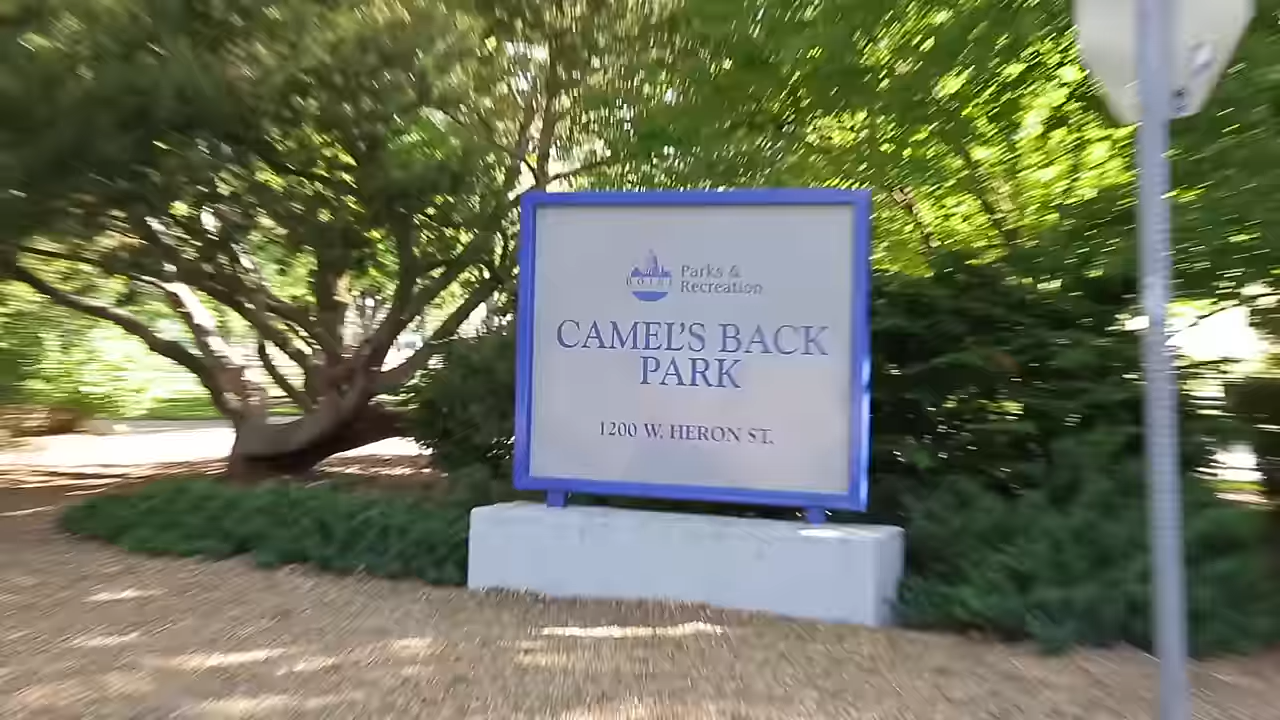 BOISE
Parks &
Recreation
CAMEL'S BACK
PARK
1200 W. HERON ST.